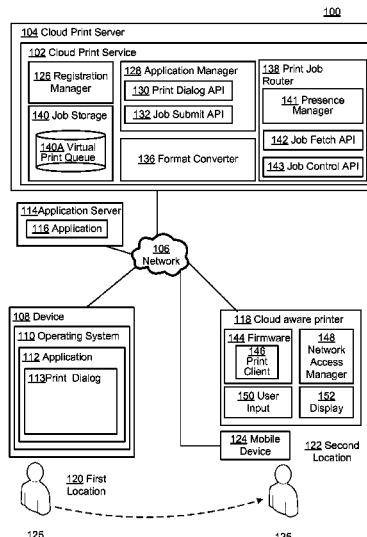 100
104 Cloud Print Server
102 Cloud Print Service
126 Registration Manager
128 Application Manager
130 Print Dialog API
132 Job Submit API
138 Print Job Router
141 Presence Manager
140 Job Storage
140A Virtual Print Queue
136 Format Converter
142 Job Fetch API
143 Job Control API
114Application Server
116 Application
106
Network
108 Device
110 Operating System
112 Application
113Print Dialog
118 Cloud aware printer
144 Firmware
146
Print
Client
148
Network
Access
Manager
150 User
Input
152
Display
124 Mobile
Device
122 Second
Location
120 First
Location
125
125